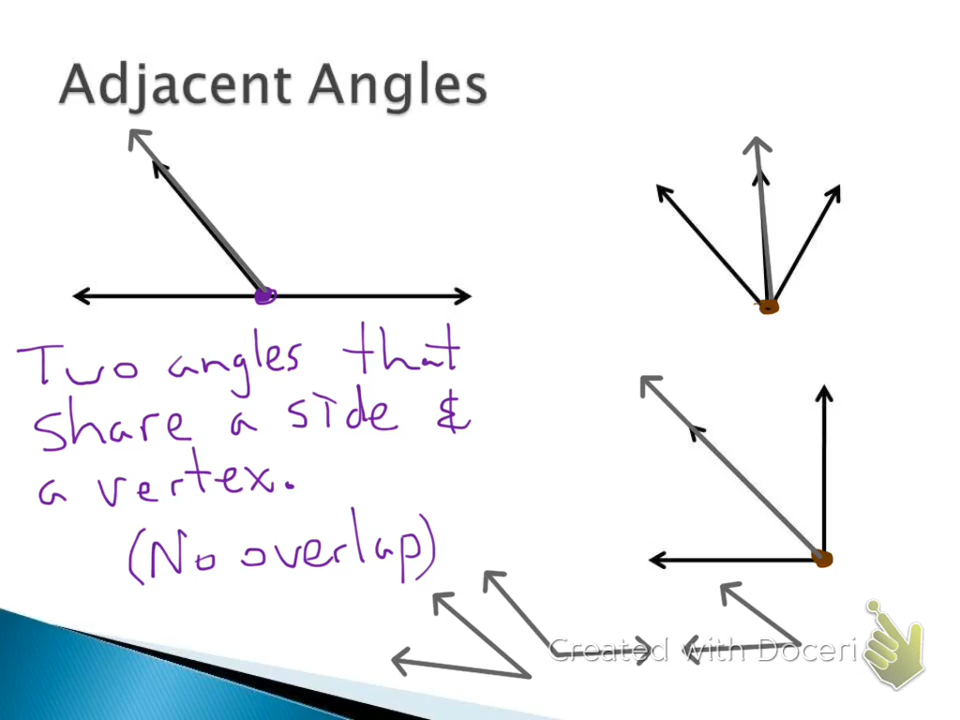 Adjacent Angles
Two angles that
share a side &
a vertex.
(No overlap)
Created with Doceri